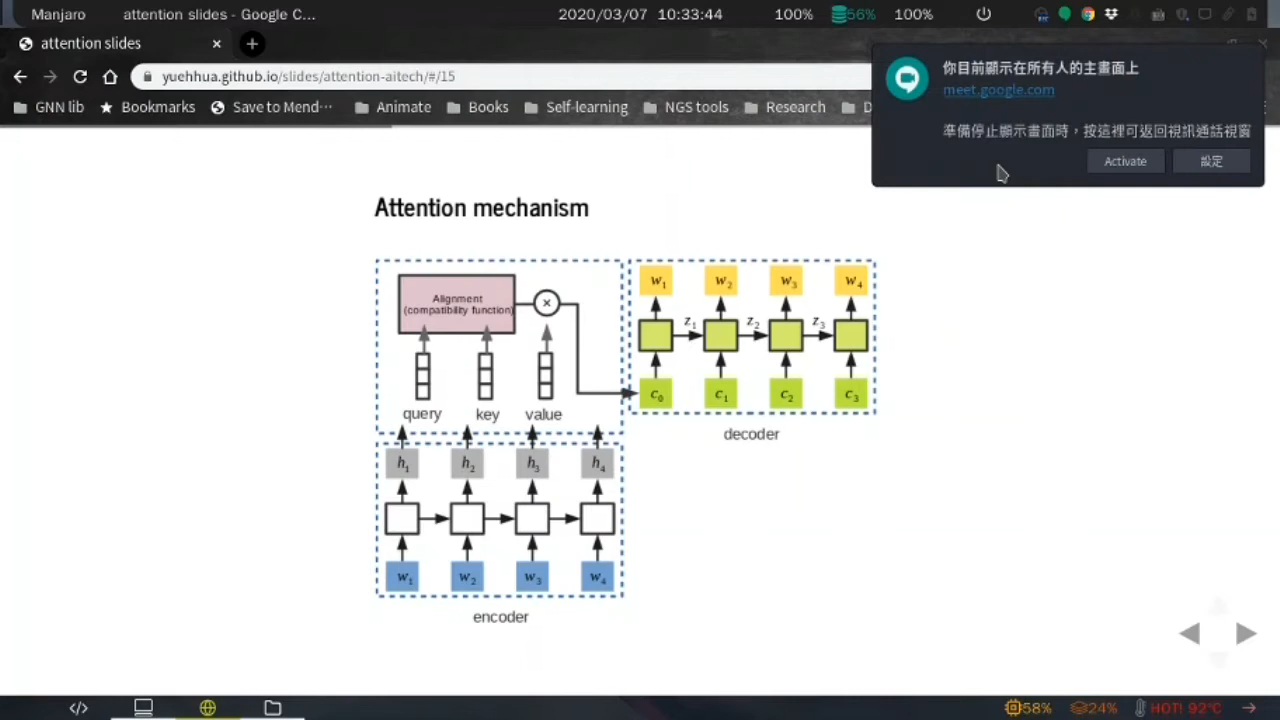 Manjaro attention slides - Google C... 2020/03/07 10:33:44 100% 56% 100%
attention slides
yuehhua.github.io/slides/attention-aitech/#/15
GNN lib Bookmarks Save to Mend··· Animate Books Self-learning NGS tools Research D
你目前顯示在所有人的主畫面上
meet.google.com
準備停止顯示畫面時，按這裡可返回視訊通話視窗
Activate 設定
Attention mechanism
Alignment
(compatibility function)
×
query key value
w1 w2 w3 w4
z1 z2 z3
c0 c1 c2 c3
decoder
h1 h2 h3 h4
w1 w2 w3 w4
encoder
58% 24% HOT! 92°C